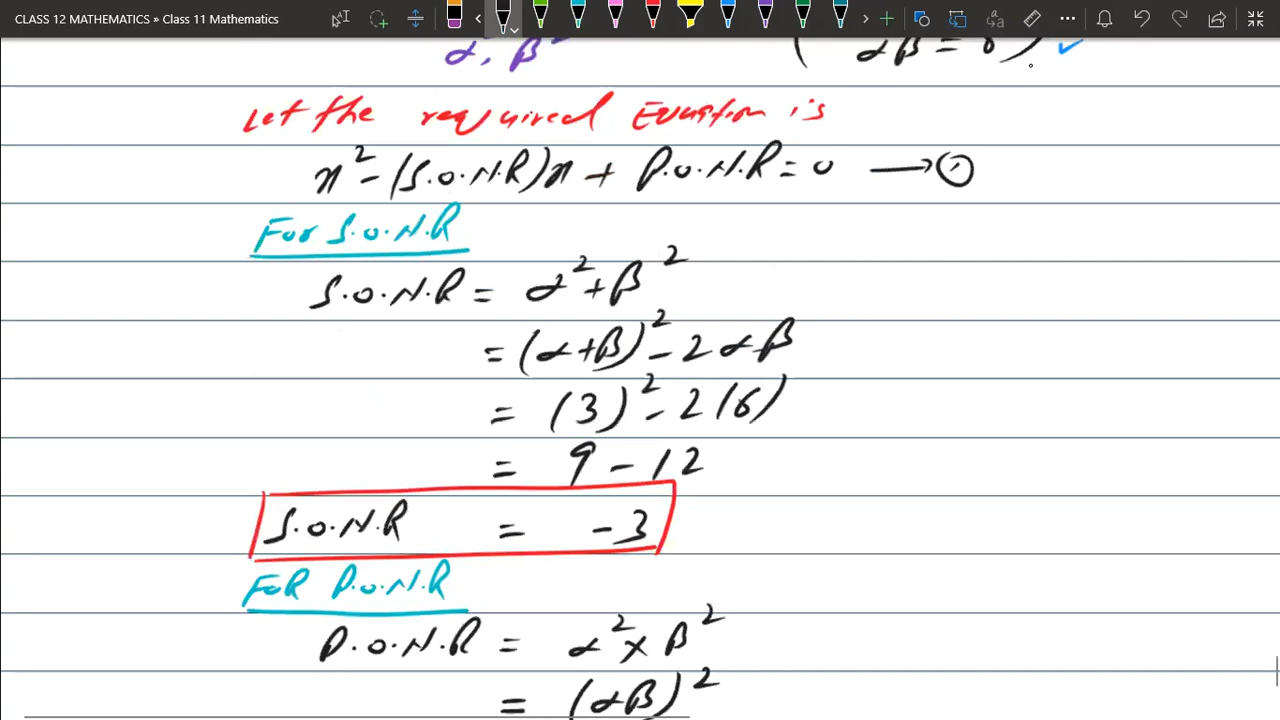 CLASS 12 MATHEMATICS » Class 11 Mathematics
α², β²
αβ = 6) ✓
Let the required Equation is
x² - (S.O.N.R)x + P.O.N.R = 0 →①
For S.O.N.R
S.O.N.R = α² + β²
= (α+β)² - 2αβ
= (3)² - 2(6)
= 9 - 12
S.O.N.R = -3
FOR P.O.N.R
P.O.N.R = α² × β²
= (αβ)²